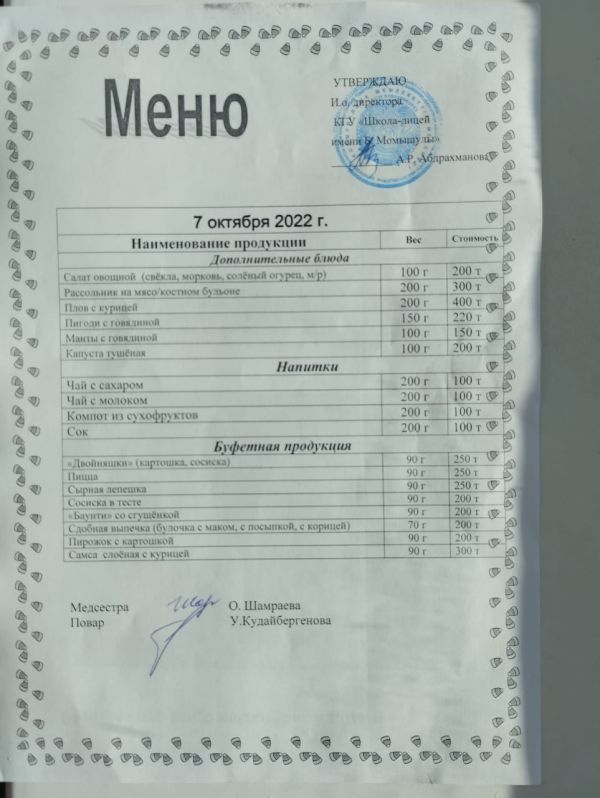 Меню
УТВЕРЖДАЮ
И.о. директора
КГУ «Школа-лицей
имени Б. Момышулы»
А.Р. Абдрахманова
7 октября 2022 г.
Наименование продукции Вес Стоимость
Дополнительные блюда
Салат овощной (свёкла, морковь, солёный огурец, м/р) 100 г 200 т
Рассольник на мясо/костном бульоне 200 г 300 т
Плов с курицей 200 г 400 т
Пигоди с говядиной 150 г 220 т
Манты с говядиной 100 г 150 т
Капуста тушёная 100 г 200 т
Напитки
Чай с сахаром 200 г 100 т
Чай с молоком 200 г 100 т
Компот из сухофруктов 200 г 100 т
Сок 200 г 100 т
Буфетная продукция
«Двойняшки» (картошка, сосиска) 90 г 250 т
Пицца 90 г 250 т
Сырная лепешка 90 г 250 т
Сосиска в тесте 90 г 200 т
«Баунти» со сгущёнкой 90 г 200 т
Сдобная выпечка (булочка с маком, с посыпкой, с корицей) 70 г 200 т
Пирожок с картошкой 90 г 200 т
Самса слоёная с курицей 90 г 300 т
Медсестра О. Шамраева
Повар У.Кудайбергенова